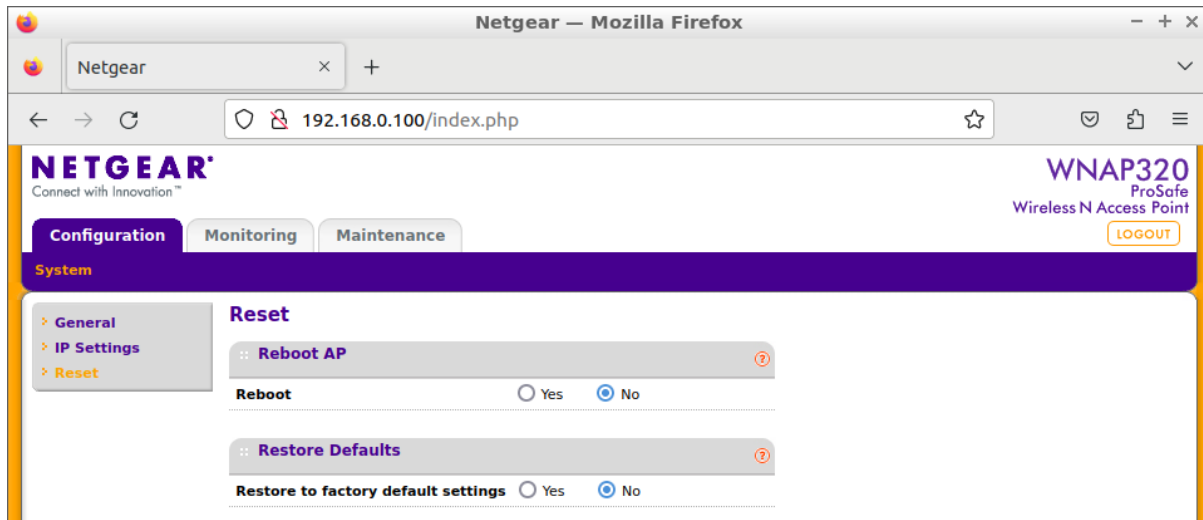 Netgear — Mozilla Firefox
Netgear
192.168.0.100/index.php
NETGEAR®
Connect with Innovation™
WNAP320
ProSafe
Wireless N Access Point
Configuration Monitoring Maintenance
LOGOUT
System
General
IP Settings
Reset
Reset
Reboot AP
Reboot Yes No
Restore Defaults
Restore to factory default settings Yes No